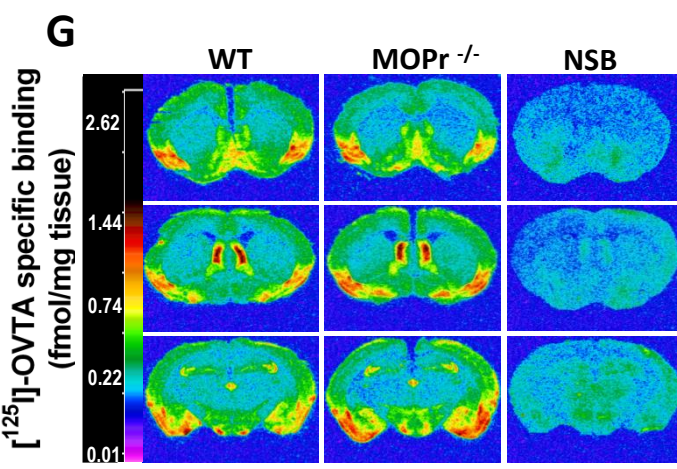 G
WT MOPr -/- NSB
[125I]-OVTA specific binding
(fmol/mg tissue)
2.62
1.44
0.74
0.22
0.01